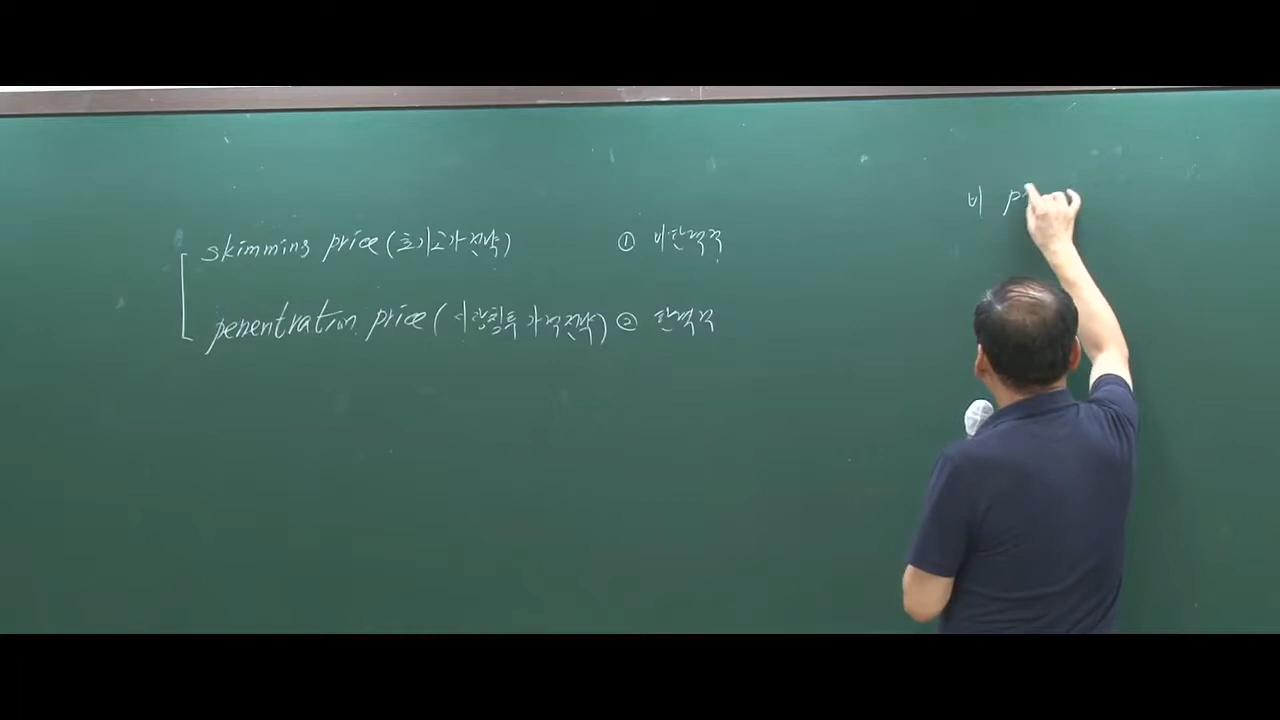 skimming price (초기고가전략) ① 비탄력적
penentration price (시장침투가격전략) ② 탄력적
비 p